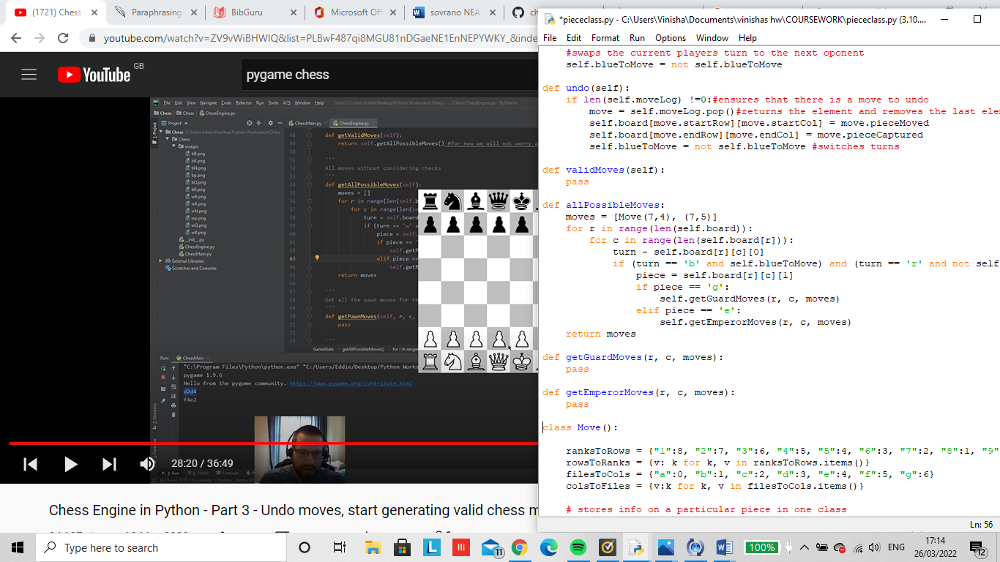 (1721) Chess
Paraphrasing
BibGuru
Microsoft Off
sovrano NEA
youtube.com/watch?v=ZV9vWiBHWIQ&list=PLBwF487qi8MGU81nDGaeNE1EnNEPYWKY_&inde
YouTube GB
pygame chess
File Edit View Navigate Code Refactor Run Tools VCS Window Help
Chess ChessEngine.py
Project
ChessMain.py ChessEngine.py
Chess
Chess
images
bB.png
bK.png
bN.png
bp.png
bQ.png
bR.png
wB.png
wK.png
wN.png
wp.png
wQ.png
wR.png
__init__.py
ChessEngine.py
ChessMain.py
External Libraries
Scratches and Consoles
48 def getValidMoves(self):
49 return self.getAllPossibleMoves() #for now we will not worry
50
51 '''
52 All moves without considering checks
53 '''
54 def getAllPossibleMoves(self):
55 moves = []
56 for r in range(len(self.b
57 for c in range(len(se
58 turn = self.board
59 if (turn == 'w' a
60 piece = self.
61 if piece == '
62 self.getP
63 elif piece ==
64 self.getR
65 return moves
66
67 '''
68 Get all the pawn moves for th
69 '''
70 def getPawnMoves(self, r, c,
71 pass
72
73 '''
GameState getAllPossibleMoves() for r in range
Run: ChessMain
"C:\Program Files\Python\python.exe" "C:/Users/Eddie/Desktop/Python Works
pygame 1.9.6
Hello from the pygame community. https://www.pygame.org/contribute.html
d2d4
f4e2
28:20 / 36:49
Chess Engine in Python - Part 3 - Undo moves, start generating valid chess m
*piececlass.py - C:\Users\Vinisha\Documents\vinishas hw\COURSEWORK\piececlass.py (3.10....
File Edit Format Run Options Window Help
#swaps the current players turn to the next oponent
self.blueToMove = not self.blueToMove
def undo(self):
if len(self.moveLog) !=0:#ensures that there is a move to undo
move = self.moveLog.pop()#returns the element and removes the last elem
self.board[move.startRow][move.startCol] = move.pieceMoved
self.board[move.endRow][move.endCol] = move.pieceCaptured
self.blueToMove = not self.blueToMove #switches turns
def validMoves(self):
pass
def allPossibleMoves:
moves = [Move(7,4), (7,5)]
for r in range(len(self.board)):
for c in range(len(self.board[r])):
turn - self.board[r][c][0]
if (turn == 'b' and self.blueToMove) and (turn == 'r' and not self
piece = self.board[r][c][1]
if piece == 'g':
self.getGuardMoves(r, c, moves)
elif piece == 'e':
self.getEmperorMoves(r, c, moves)
return moves
def getGuardMoves(r, c, moves):
pass
def getEmperorMoves(r, c, moves):
pass
class Move():
ranksToRows = {"1":8, "2":7, "3":6, "4":5, "5":4, "6":3, "7":2, "8":1, "9"
rowsToRanks = {v: k for k, v in ranksToRows.items()}
filesToCols = {"a":0, "b":1, "c":2, "d":3, "e":4, "f":5, "g":6}
colsToFiles = {v:k for k, v in filesToCols.items()}
# stores info on a particular piece in one class
Ln: 56
Type here to search
11
100%
ENG
17:14
26/03/2022
12